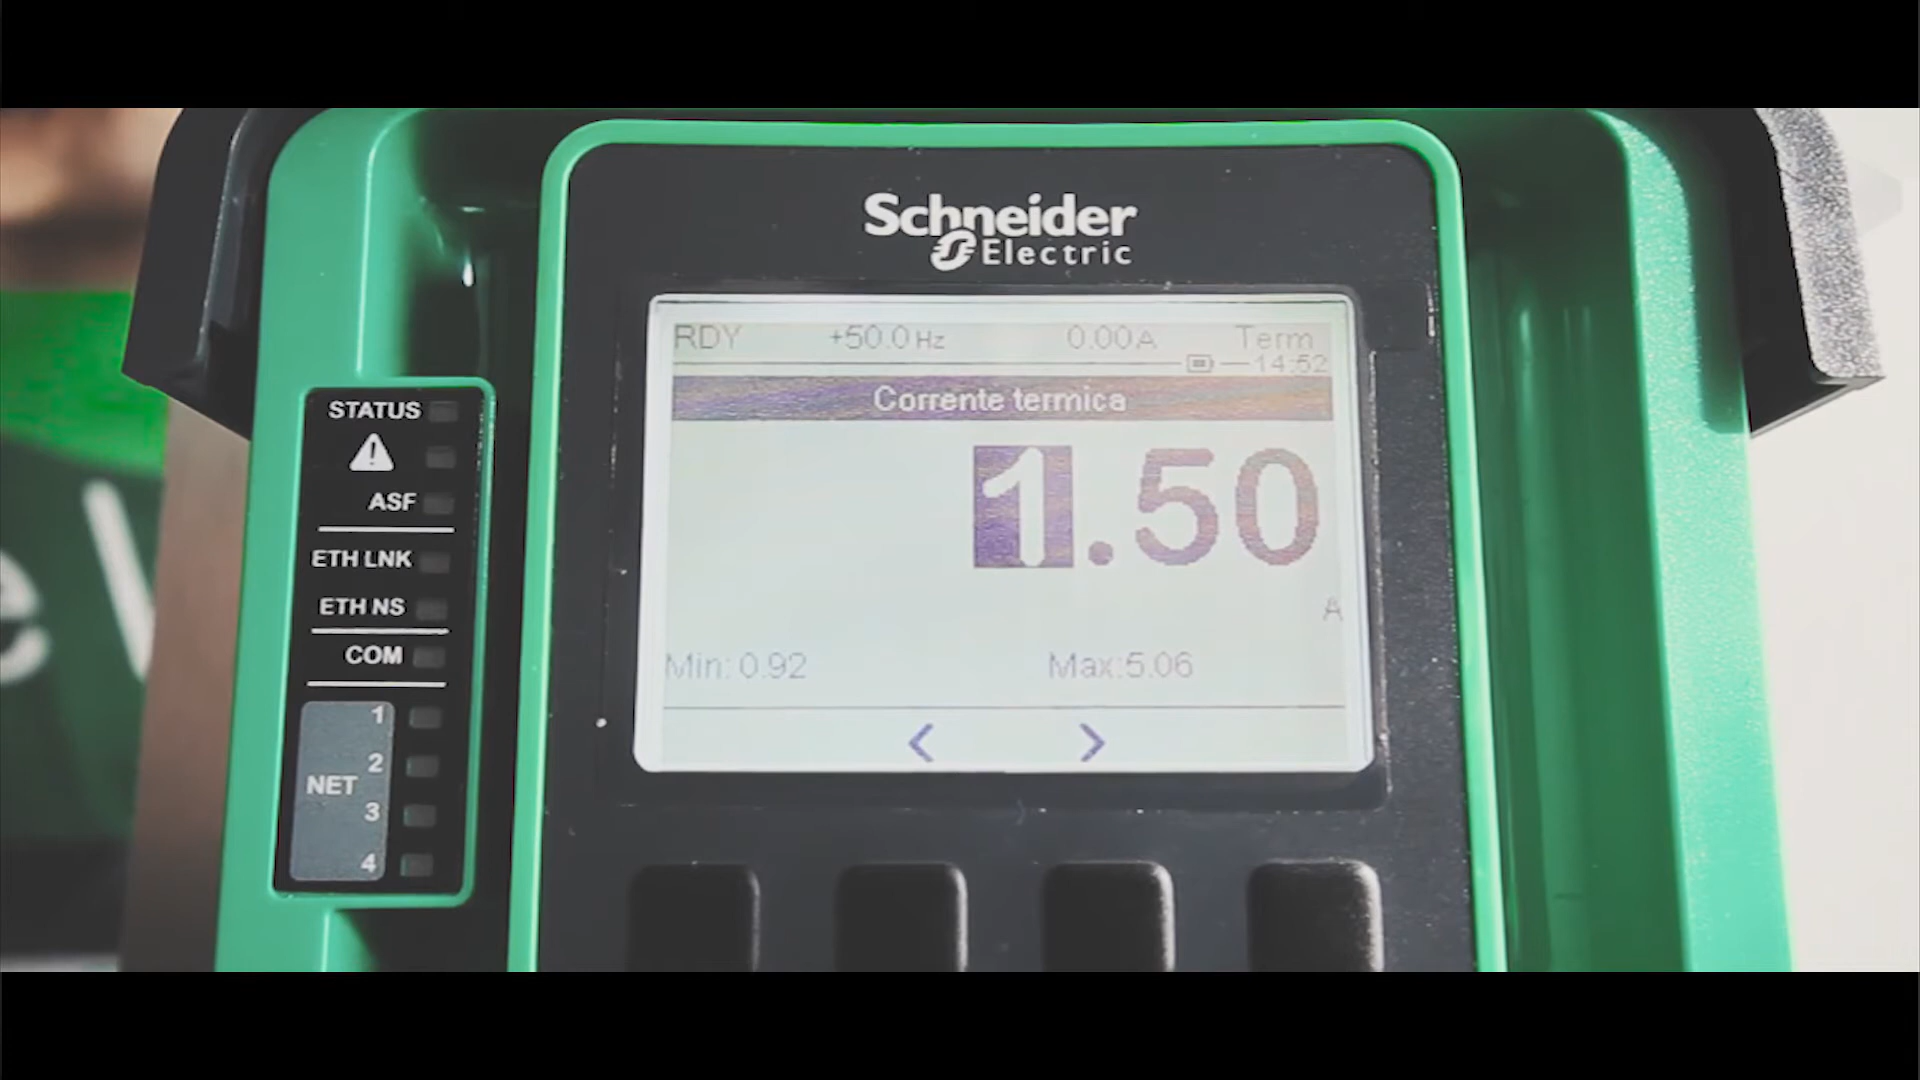 Schneider
Electric
RDY +50.0 Hz 0.00 A Term
14:52
Corrente termica
1.50
A
Min: 0.92 Max: 5.06
< >
STATUS
ASF
ETH LNK
ETH NS
COM
NET
1
2
3
4